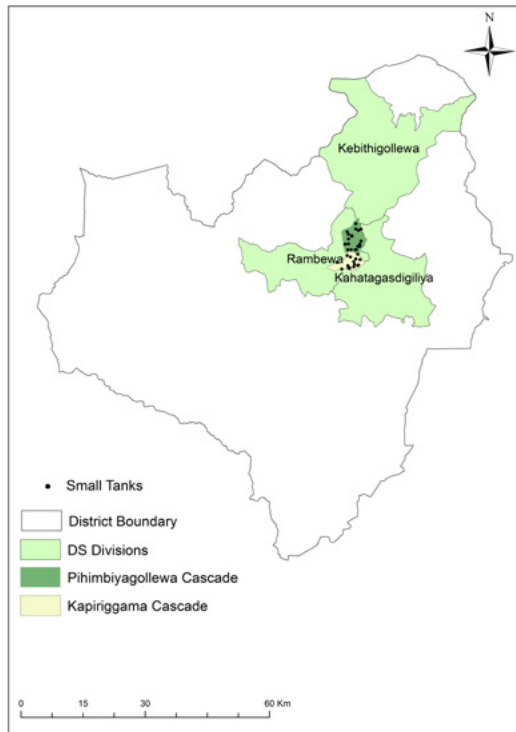 N
Kebithigollewa
Rambewa
Kahatagasdigiliya
Small Tanks
District Boundary
DS Divisions
Pihimbiyagollewa Cascade
Kapiriggama Cascade
0 15 30 60 Km